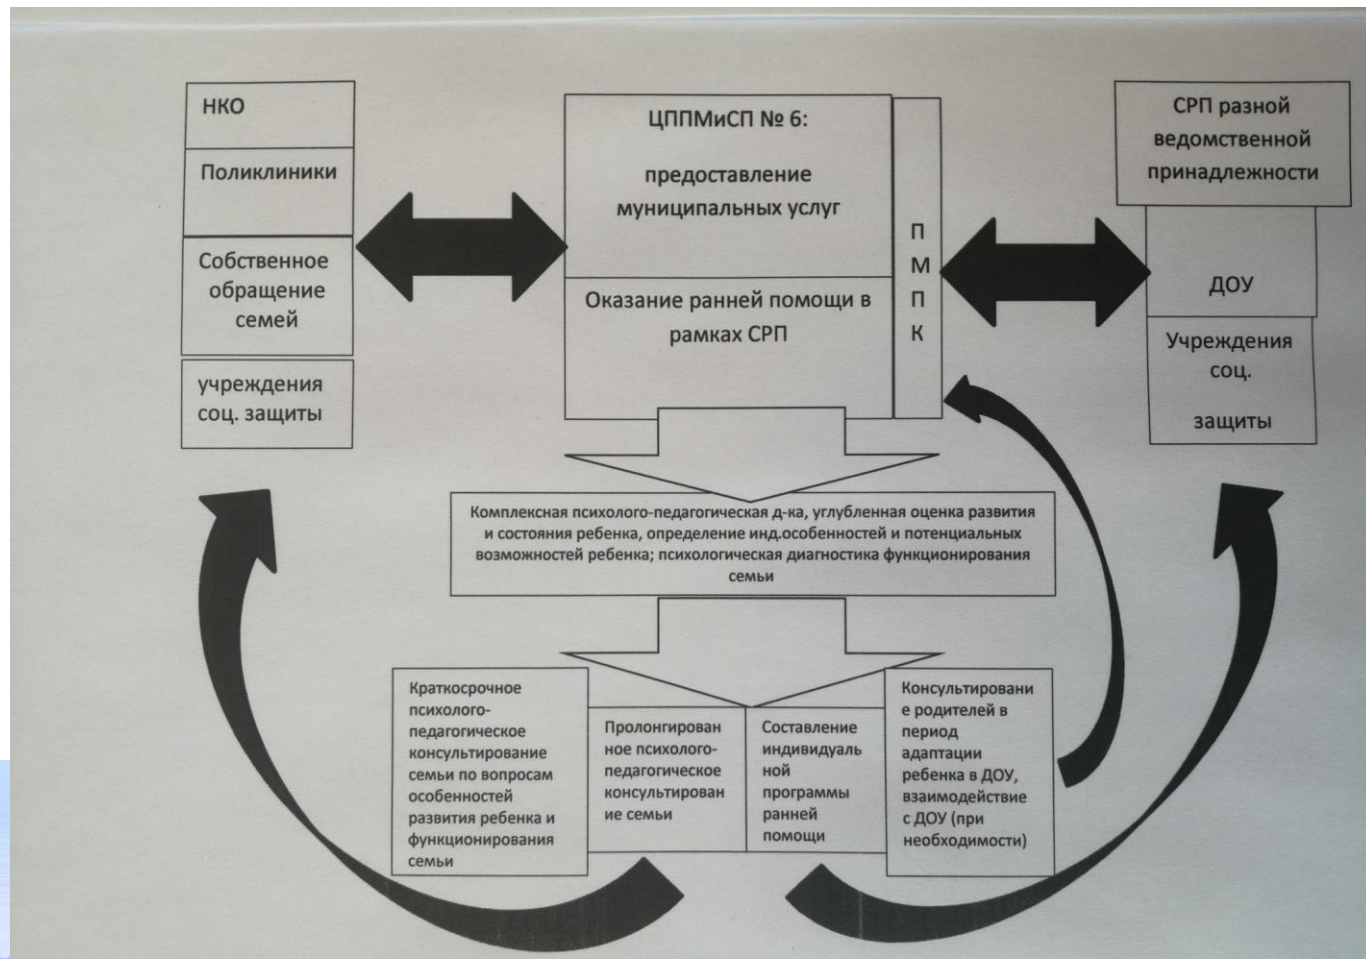 НКО
Поликлиники
Собственное
обращение
семей
учреждения
соц. защиты
ЦППМиСП № 6:
предоставление
муниципальных услуг
Оказание ранней помощи в
рамках СРП
П
М
П
К
СРП разной
ведомственной
принадлежности
ДОУ
Учреждения
соц.
защиты
Комплексная психолого-педагогическая д-ка, углубленная оценка развития
и состояния ребенка, определение инд.особенностей и потенциальных
возможностей ребенка; психологическая диагностика функционирования
семьи
Краткосрочное
психолого-
педагогическое
консультирование
семьи по вопросам
особенностей
развития ребенка и
функционирования
семьи
Пролонгирован
ное психолого-
педагогическое
консультирован
ие семьи
Составление
индивидуаль
ной
программы
ранней
помощи
Консультировани
е родителей в
период
адаптации
ребенка в ДОУ,
взаимодействие
с ДОУ (при
необходимости)